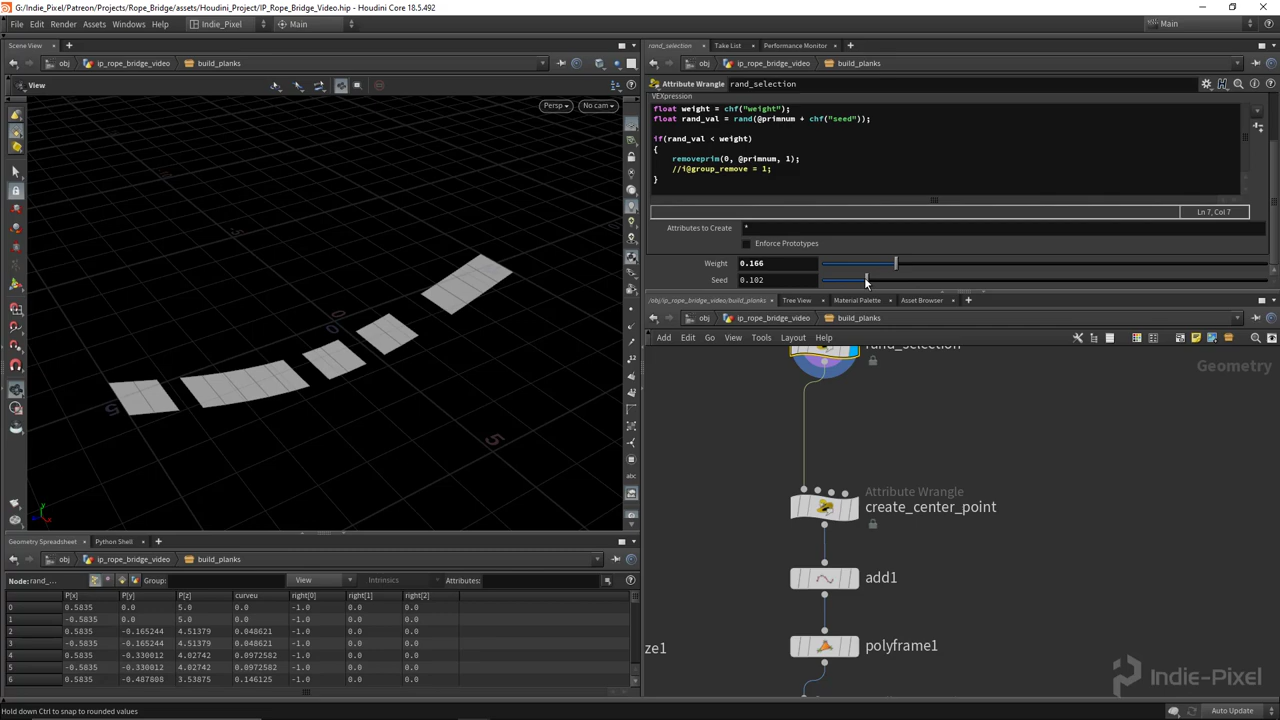 G:/Indie_Pixel/Patreon/Projects/Rope_Bridge/assets/Houdini_Project/IP_Rope_Bridge_Video.hip - Houdini Core 18.5.492
File Edit Render Assets Windows Help Indie_Pixel Main Main
Scene View
obj ip_rope_bridge_video build_planks
View
Persp No cam
5
5
abc
rand_selection Take List Performance Monitor
obj ip_rope_bridge_video build_planks
Attribute Wrangle rand_selection
VEXpression
float weight = chf("weight");
float rand_val = rand(@primnum + chf("seed"));
if(rand_val < weight)
{
removeprim(0, @primnum, 1);
//i@group_remove = 1;
}
Ln 7, Col 7
Attributes to Create *
Enforce Prototypes
Weight 0.166
Seed 0.102
/obj/ip_rope_bridge_video/build_planks Tree View Material Palette Asset Browser
obj ip_rope_bridge_video build_planks
Add Edit Go View Tools Layout Help
rand_selection
Geometry
Attribute Wrangle
create_center_point
add1
polyframe1
ze1
Indie-Pixel
Geometry Spreadsheet Python Shell
obj ip_rope_bridge_video build_planks
Node: rand_... Group: View Intrinsics Attributes:
P[x] P[y] P[z] curveu right[0] right[1] right[2]
0 0.5835 0.0 5.0 0.0 -1.0 0.0 0.0
1 -0.5835 0.0 5.0 0.0 -1.0 0.0 0.0
2 0.5835 -0.165244 4.51379 0.048621 -1.0 0.0 0.0
3 -0.5835 -0.165244 4.51379 0.048621 -1.0 0.0 0.0
4 0.5835 -0.330012 4.02742 0.0972582 -1.0 0.0 0.0
5 -0.5835 -0.330012 4.02742 0.0972582 -1.0 0.0 0.0
6 0.5835 -0.487808 3.53875 0.146125 -1.0 0.0 0.0
Hold down Ctrl to snap to rounded values
Auto Update